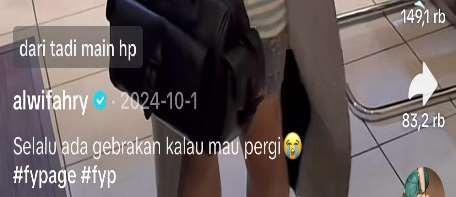 149,1 rb
dari tadi main hp
alwifahry · 2024-10-1
83,2 rb
Selalu ada gebrakan kalau mau pergi😭
#fypage #fyp